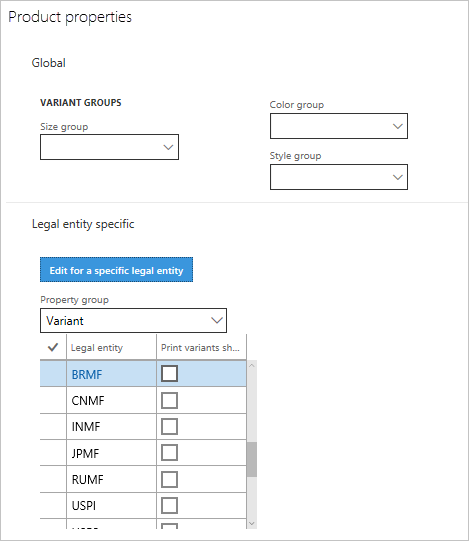 Product properties
Global
VARIANT GROUPS
Size group
Color group
Style group
Legal entity specific
Edit for a specific legal entity
Property group
Variant
Legal entity Print variants sh...
BRMF
CNMF
INMF
JPMF
RUMF
USPI